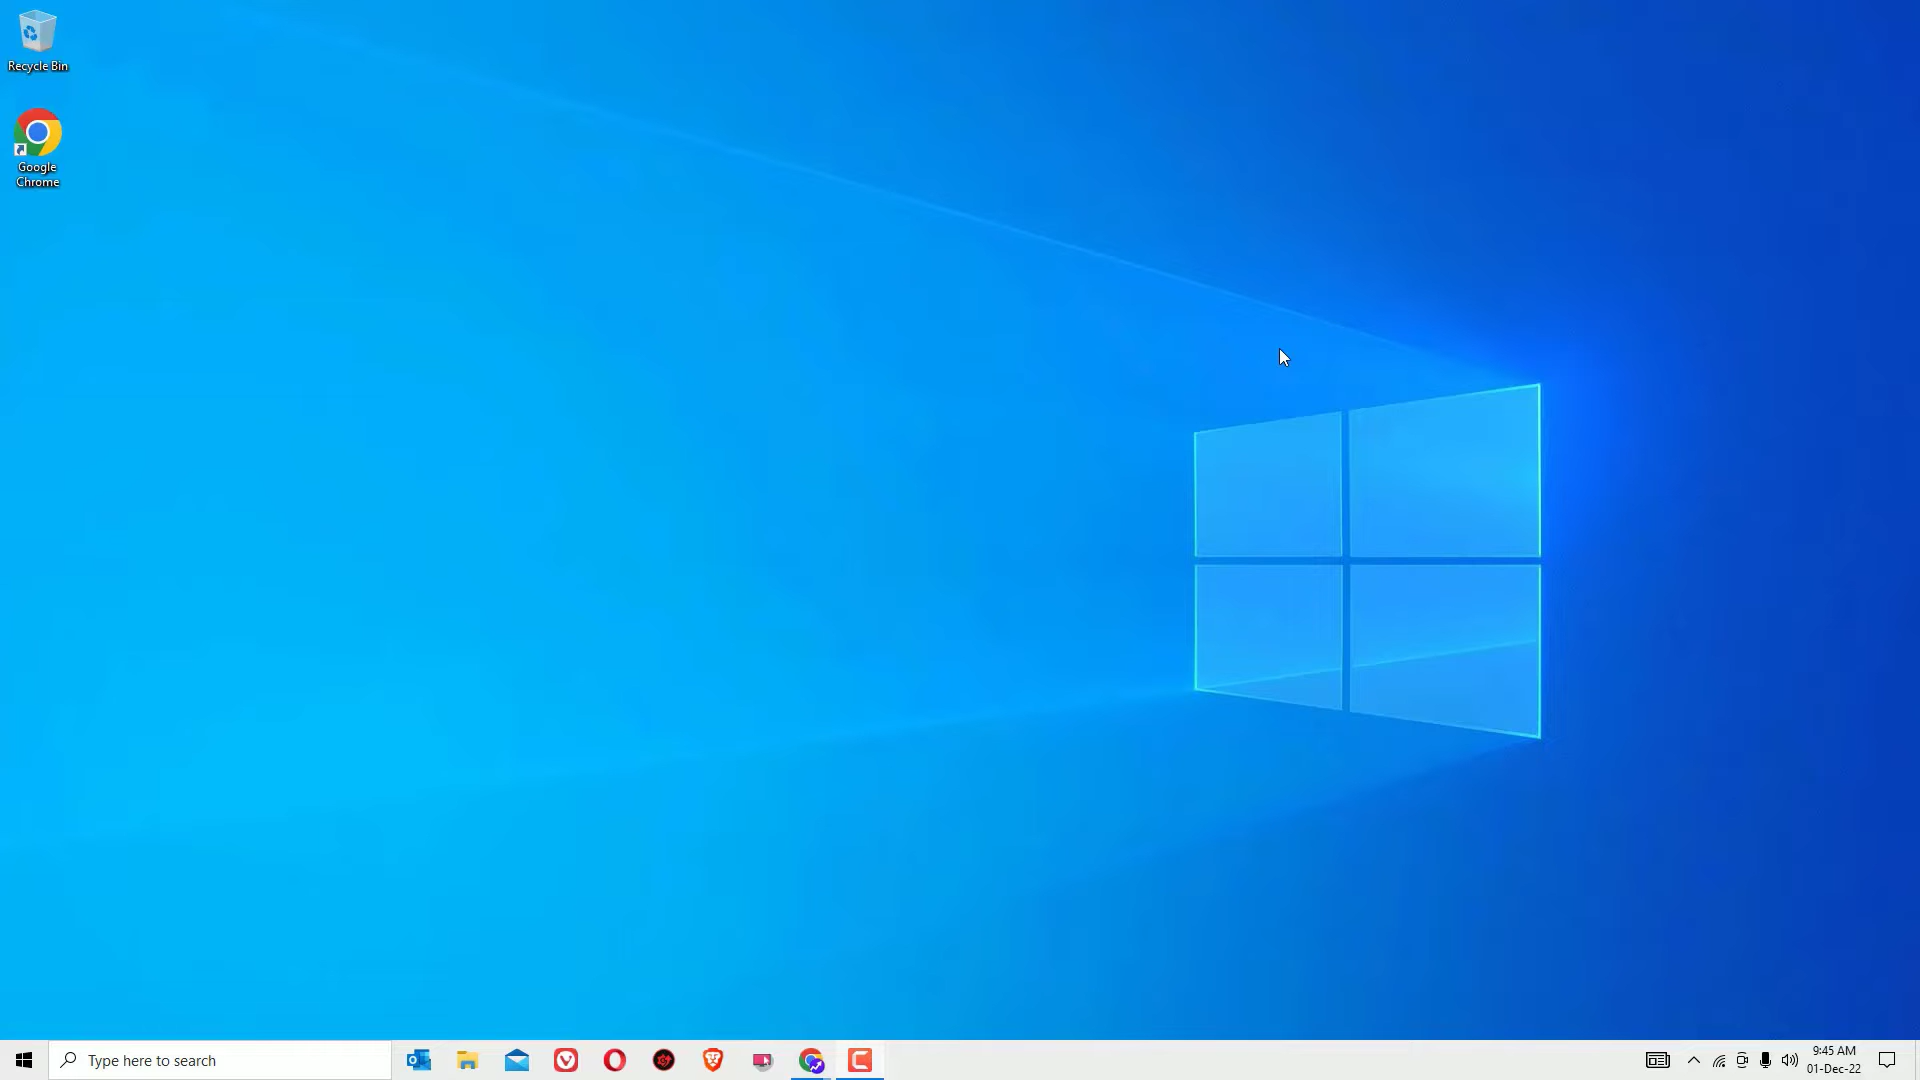 Recycle Bin
Google
Chrome
Type here to search
9:45 AM
01-Dec-22